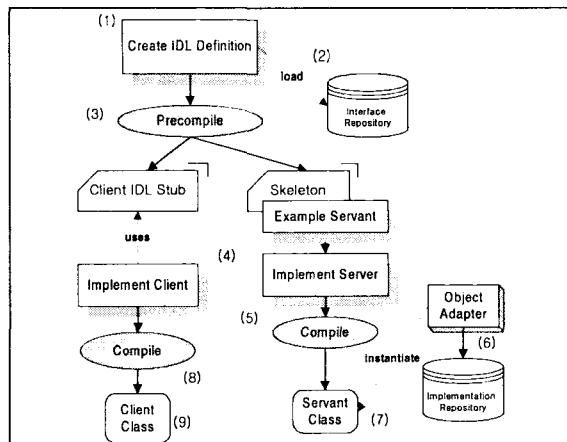 (1)
Create IDL Definition
(2)
load
Interface
Repository
(3)
Precompile
Client IDL Stub
Skeleton
Example Servant
uses
(4)
Implement Client
Implement Server
Object
Adapter
(5)
Compile
(6)
Compile
instantiate
(8)
Implementation
Repository
Client
Class
(9)
Servant
Class
(7)